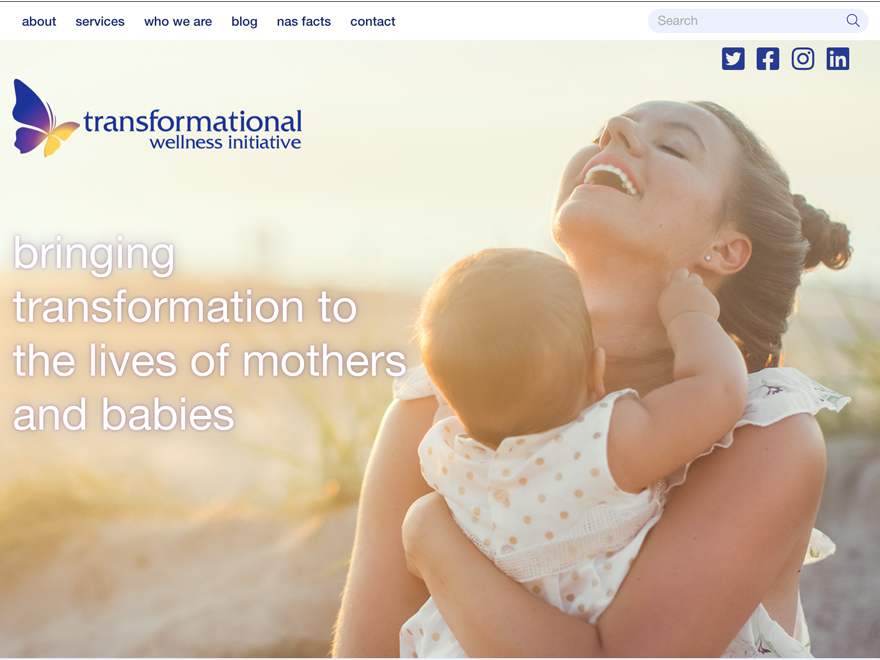 about services who we are blog nas facts contact Search
transformational
wellness initiative
bringing
transformation to
the lives of mothers
and babies